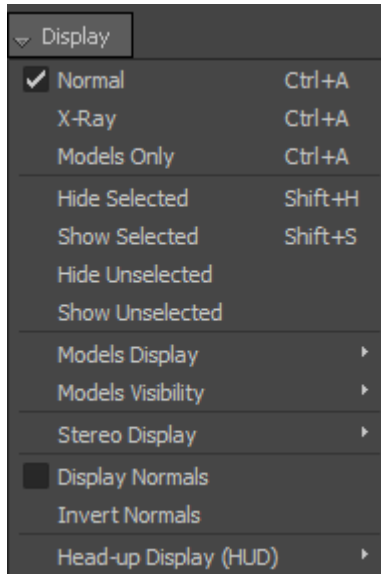 Display
Normal Ctrl+A
X-Ray Ctrl+A
Models Only Ctrl+A
Hide Selected Shift+H
Show Selected Shift+S
Hide Unselected
Show Unselected
Models Display
Models Visibility
Stereo Display
Display Normals
Invert Normals
Head-up Display (HUD)